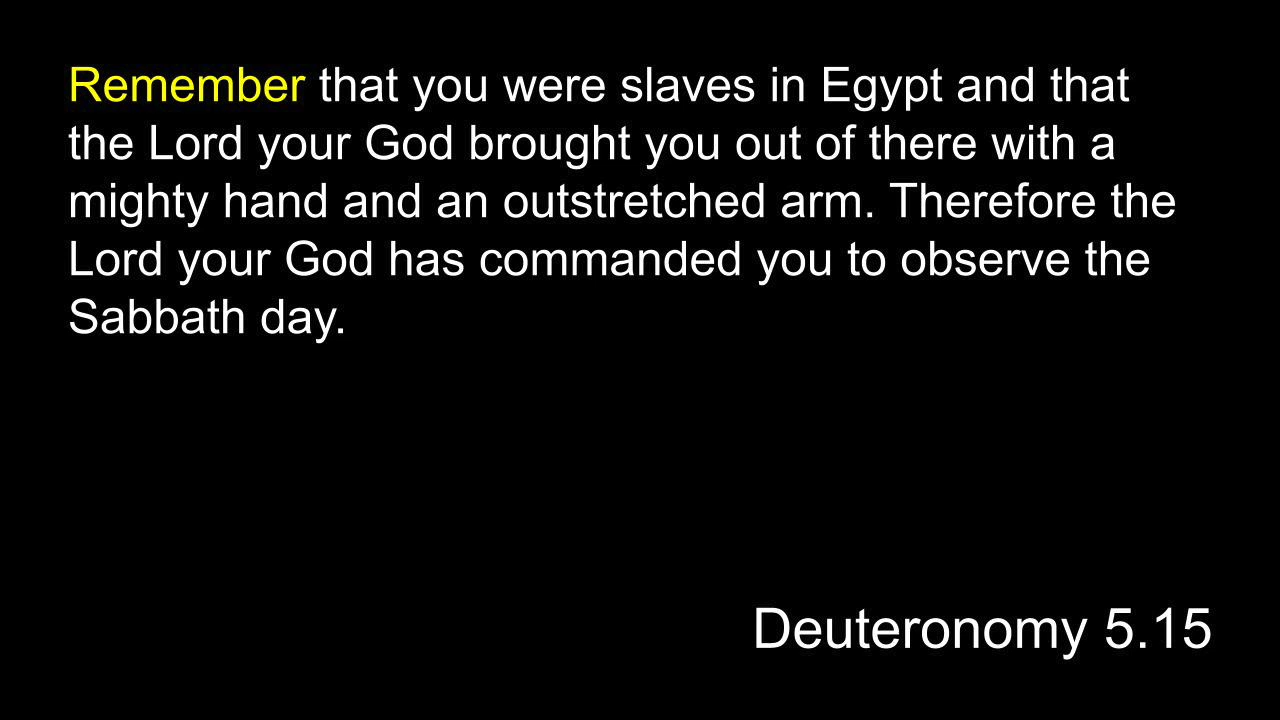 Remember that you were slaves in Egypt and that
the Lord your God brought you out of there with a
mighty hand and an outstretched arm. Therefore the
Lord your God has commanded you to observe the
Sabbath day.
Deuteronomy 5.15